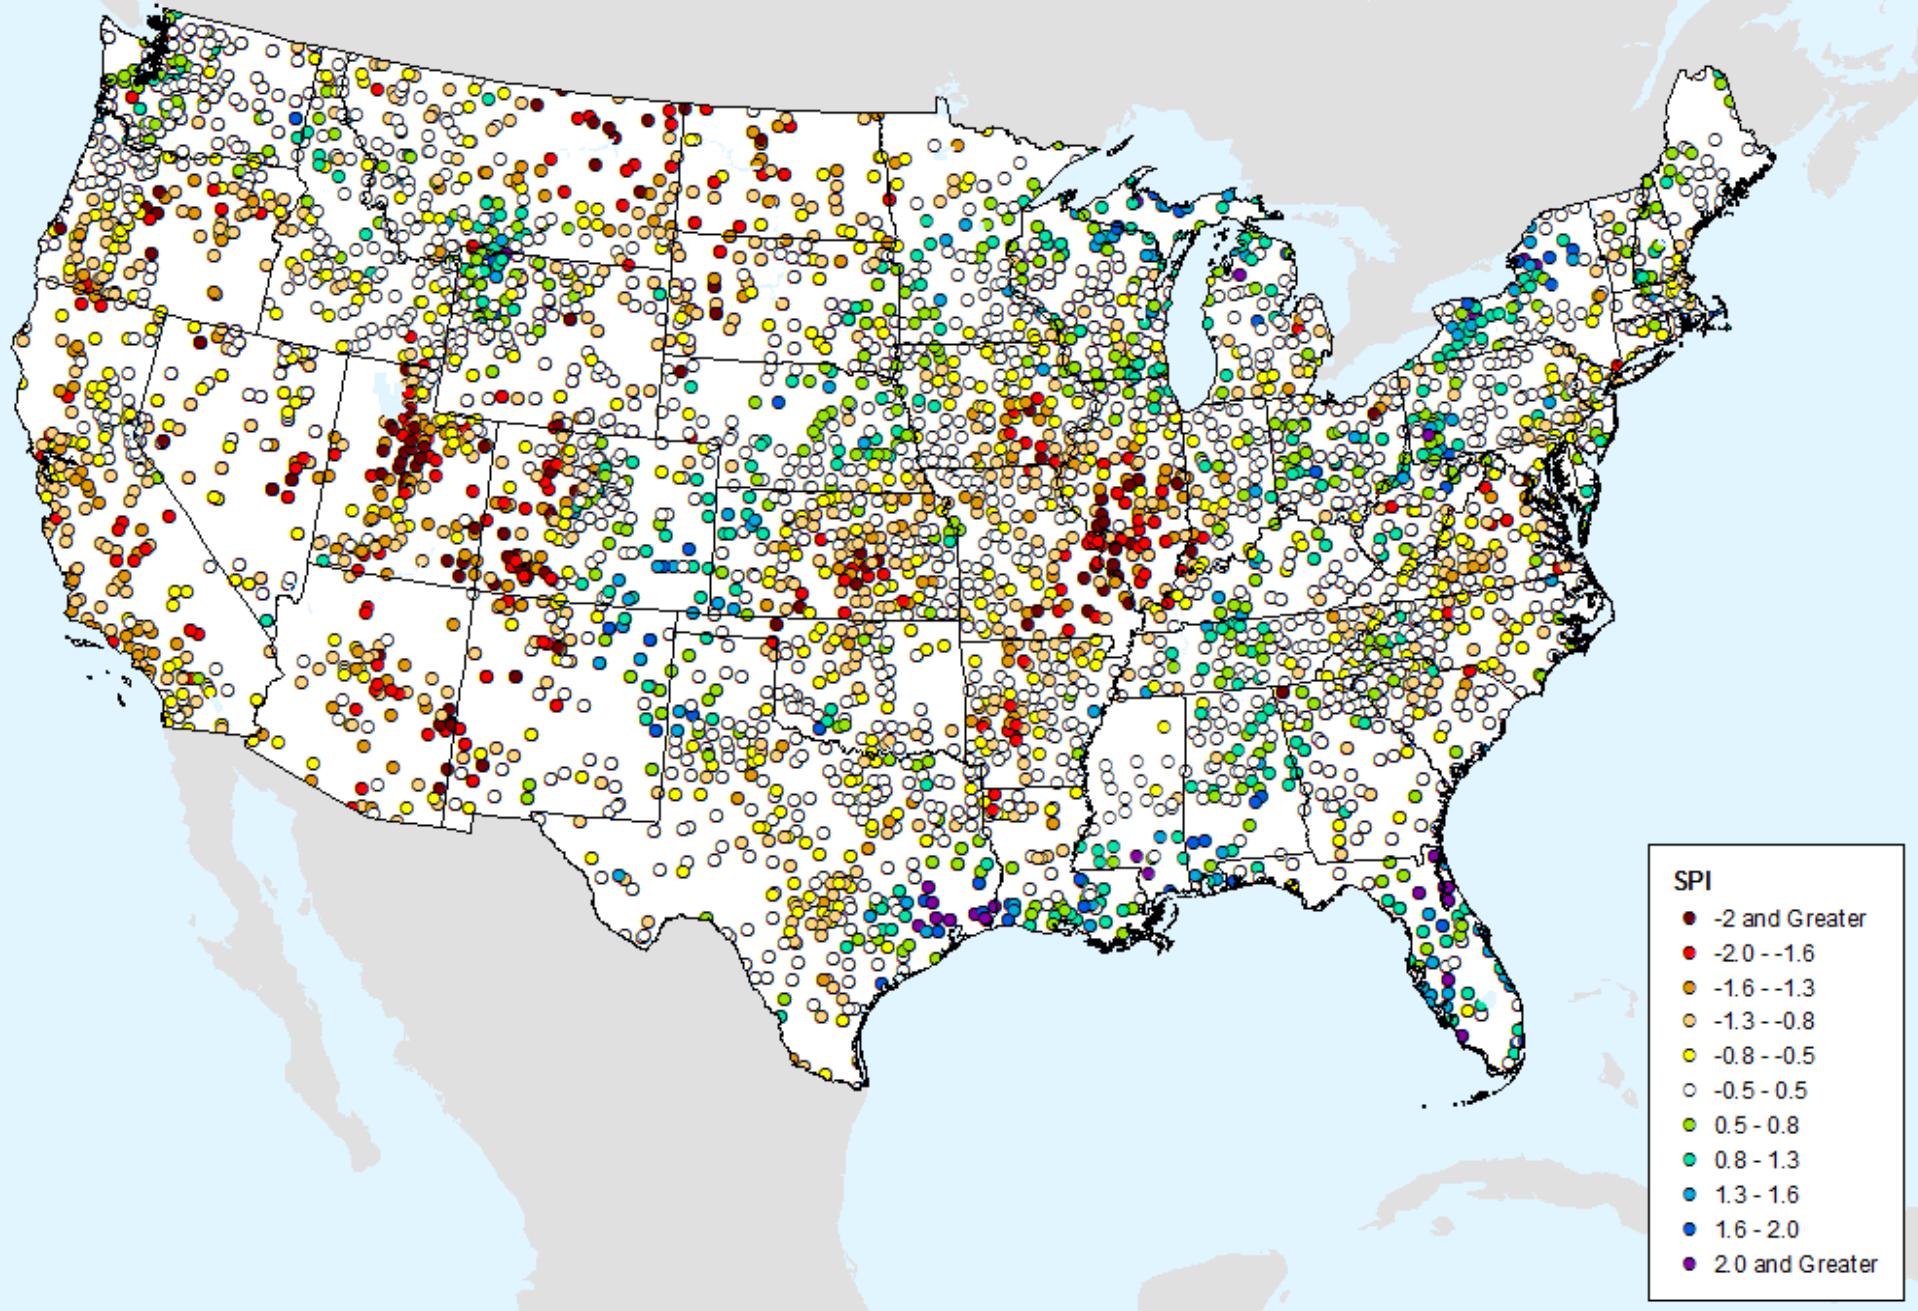 SPI
-2 and Greater
-2.0 - -1.6
-1.6 - -1.3
-1.3 - -0.8
-0.8 - -0.5
-0.5 - 0.5
0.5 - 0.8
0.8 - 1.3
1.3 - 1.6
1.6 - 2.0
2.0 and Greater